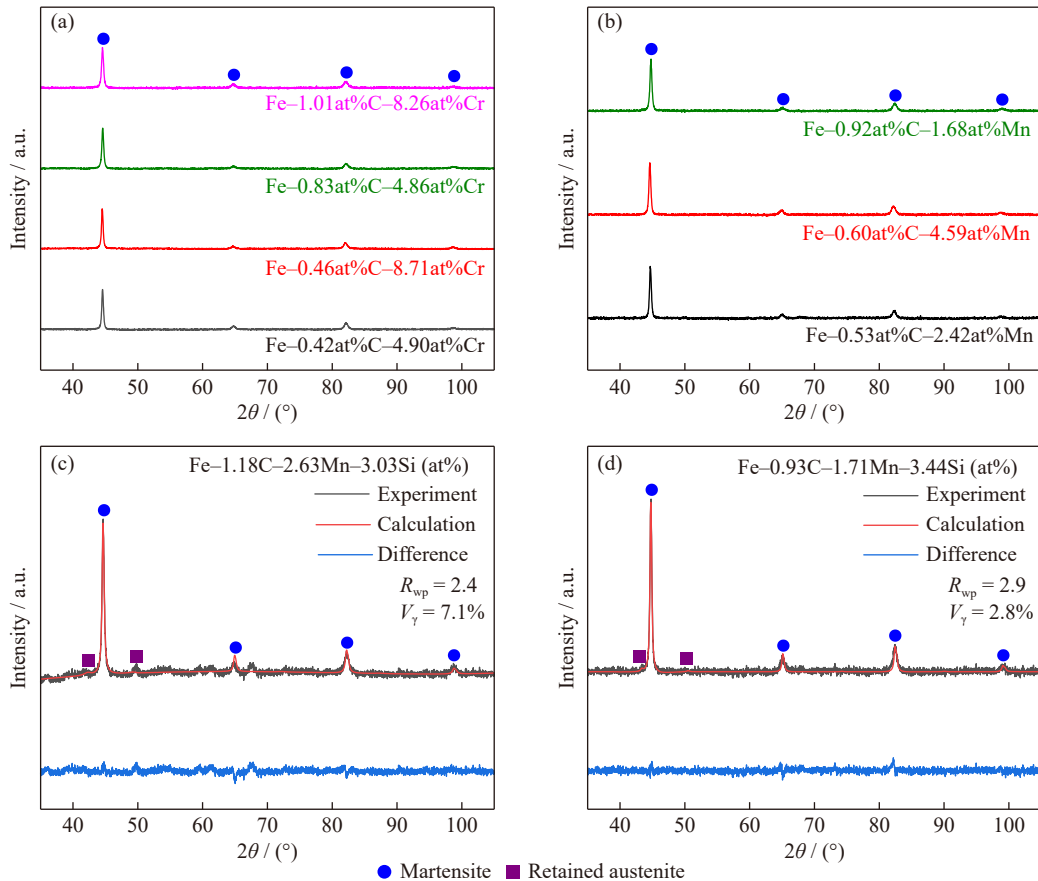 (a)
Fe–1.01at%C–8.26at%Cr
Fe–0.83at%C–4.86at%Cr
Fe–0.46at%C–8.71at%Cr
Fe–0.42at%C–4.90at%Cr
Intensity / a.u.
40 50 60 70 80 90 100
2θ / (°)
(b)
Fe–0.92at%C–1.68at%Mn
Fe–0.60at%C–4.59at%Mn
Fe–0.53at%C–2.42at%Mn
Intensity / a.u.
40 50 60 70 80 90 100
2θ / (°)
(c)
Fe–1.18C–2.63Mn–3.03Si (at%)
Experiment
Calculation
Difference
Rwp = 2.4
Vγ = 7.1%
Intensity / a.u.
40 50 60 70 80 90 100
2θ / (°)
(d)
Fe–0.93C–1.71Mn–3.44Si (at%)
Experiment
Calculation
Difference
Rwp = 2.9
Vγ = 2.8%
Intensity / a.u.
40 50 60 70 80 90 100
2θ / (°)
Martensite Retained austenite